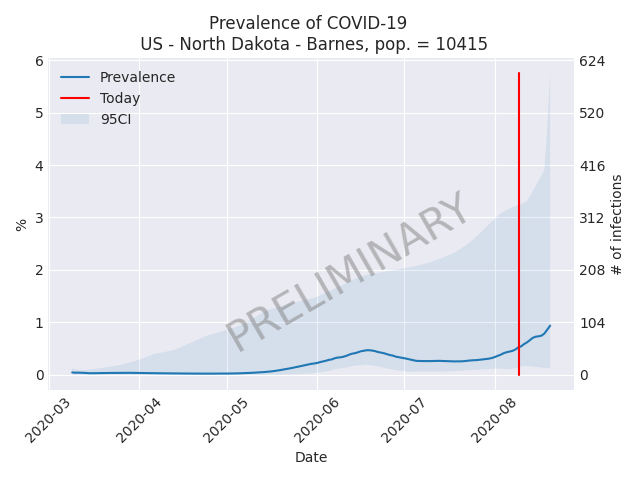 Prevalence of COVID-19
US - North Dakota - Barnes, pop. = 10415
Prevalence
Today
95CI
PRELIMINARY
%
6
5
4
3
2
1
0
624
520
416
312
208
104
0
# of infections
2020-03
2020-04
2020-05
2020-06
2020-07
2020-08
Date